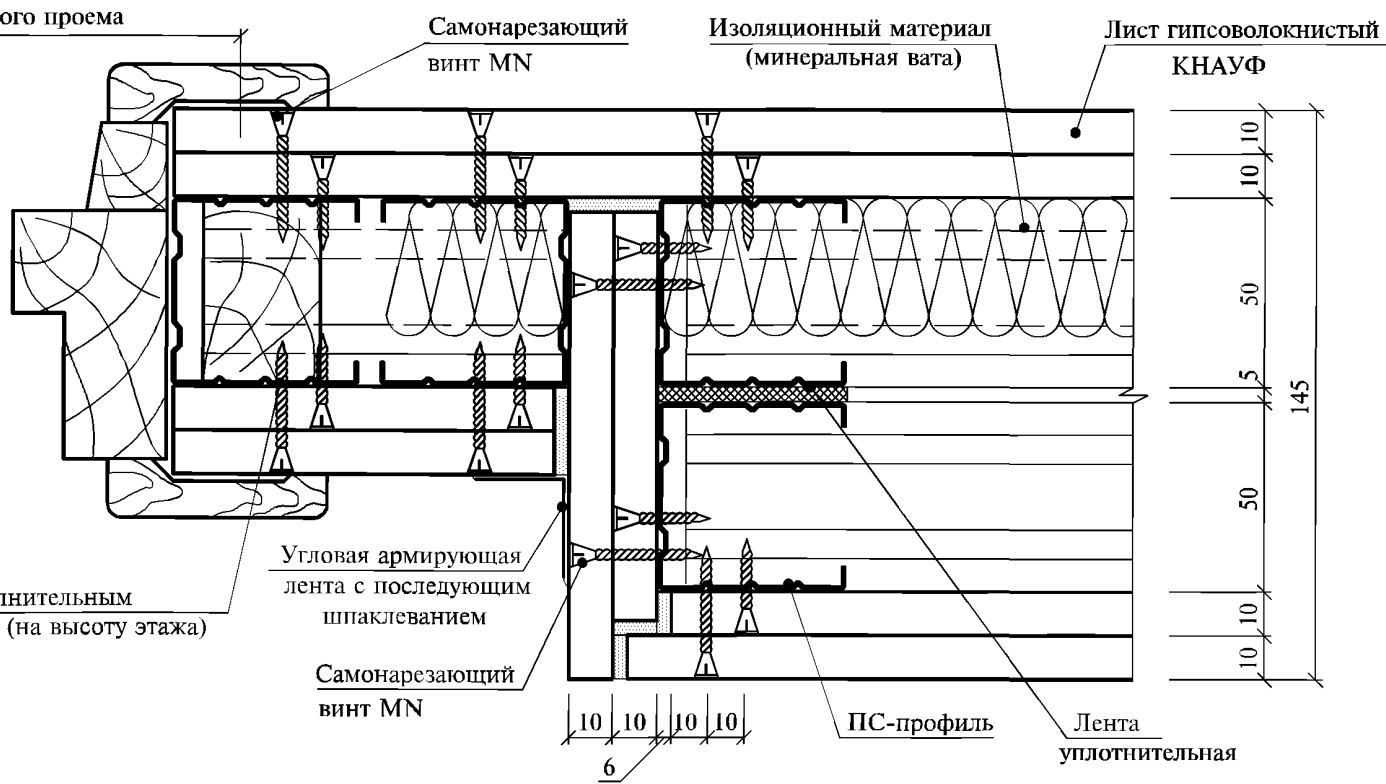 ого проема
Самонарезающий
винт MN
Изоляционный материал
(минеральная вата)
Лист гипсоволокнистый
КНАУФ
10
10
50
5
145
50
10
10
Угловая армирующая
лента с последующим
шпаклеванием
лнительным
(на высоту этажа)
Самонарезающий
винт MN
10 10 10 10
6
ПС-профиль
Лента
уплотнительная